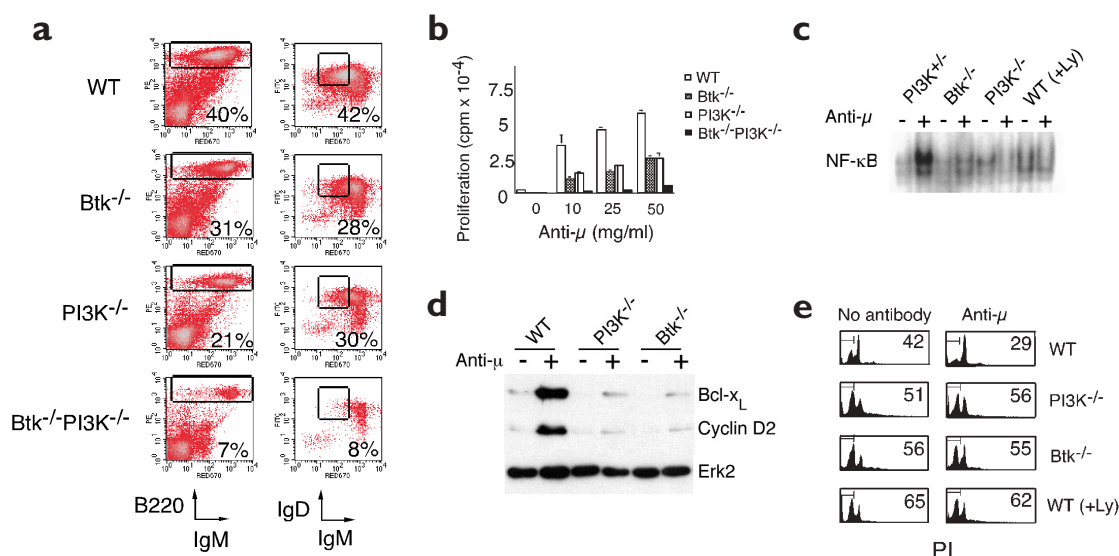 a
WT
40%
42%
Btk-/-
31%
28%
PI3K-/-
21%
30%
Btk-/-PI3K-/-
7%
8%
PE
FITC
RED670
B220
IgM
IgD
IgM
b
Proliferation (cpm x 10-4)
7.5
5
2.5
0
0 10 25 50
Anti-µ (mg/ml)
WT
Btk-/-
PI3K-/-
Btk-/-PI3K-/-
c
PI3K+/- Btk-/- PI3K-/- WT (+Ly)
Anti-µ - + - + - + - +
NF-κB
d
WT PI3K-/- Btk-/-
Anti-µ - + - + - +
Bcl-xL
Cyclin D2
Erk2
e
No antibody Anti-µ
42 29 WT
51 56 PI3K-/-
56 55 Btk-/-
65 62 WT (+Ly)
PI